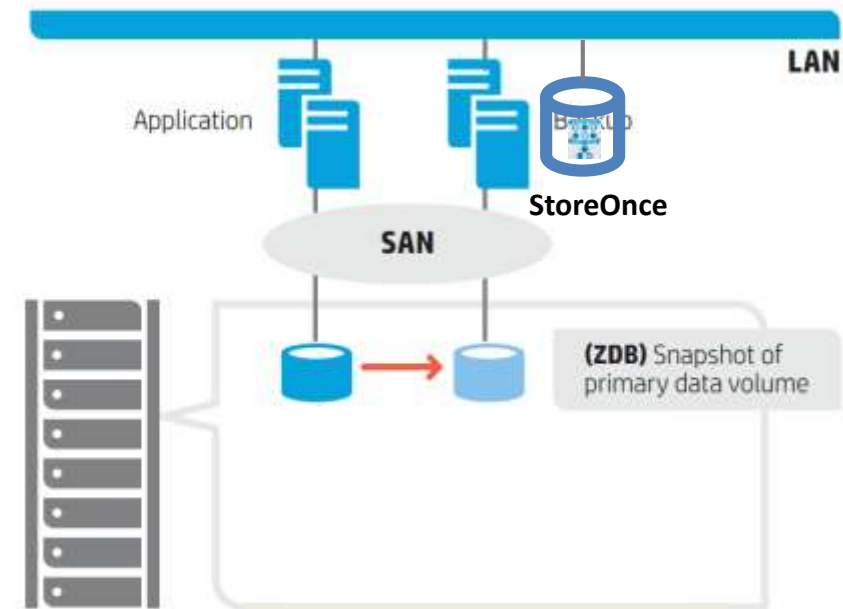 LAN
Application
StoreOnce
SAN
(ZDB) Snapshot of
primary data volume